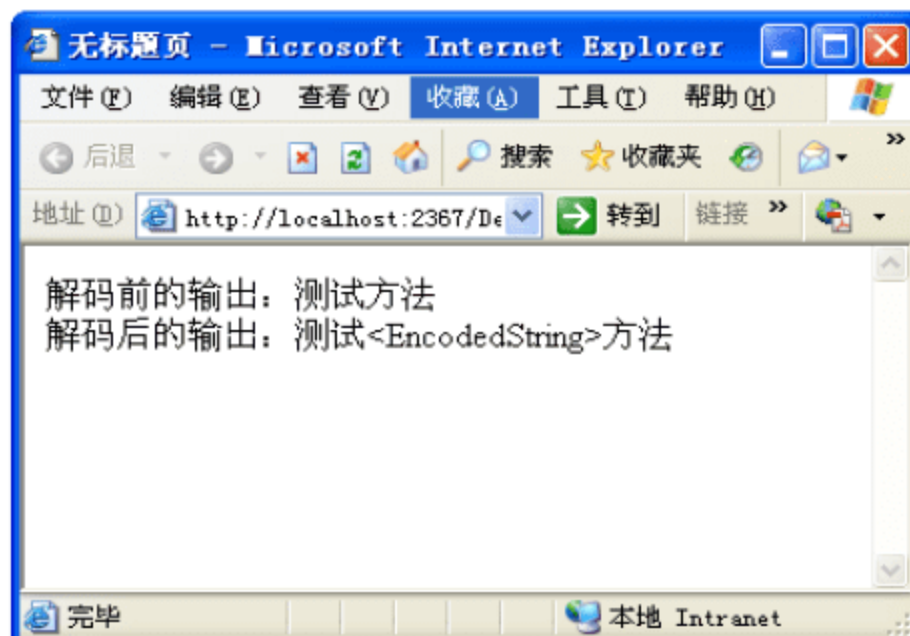 无标题页 - Microsoft Internet Explorer
文件(F) 编辑(E) 查看(V) 收藏(A) 工具(T) 帮助(H)
后退 搜索 收藏夹 »
地址(D) http://localhost:2367/De 转到 链接 »
解码前的输出：测试方法
解码后的输出：测试<EncodedString>方法
完毕 本地 Intranet